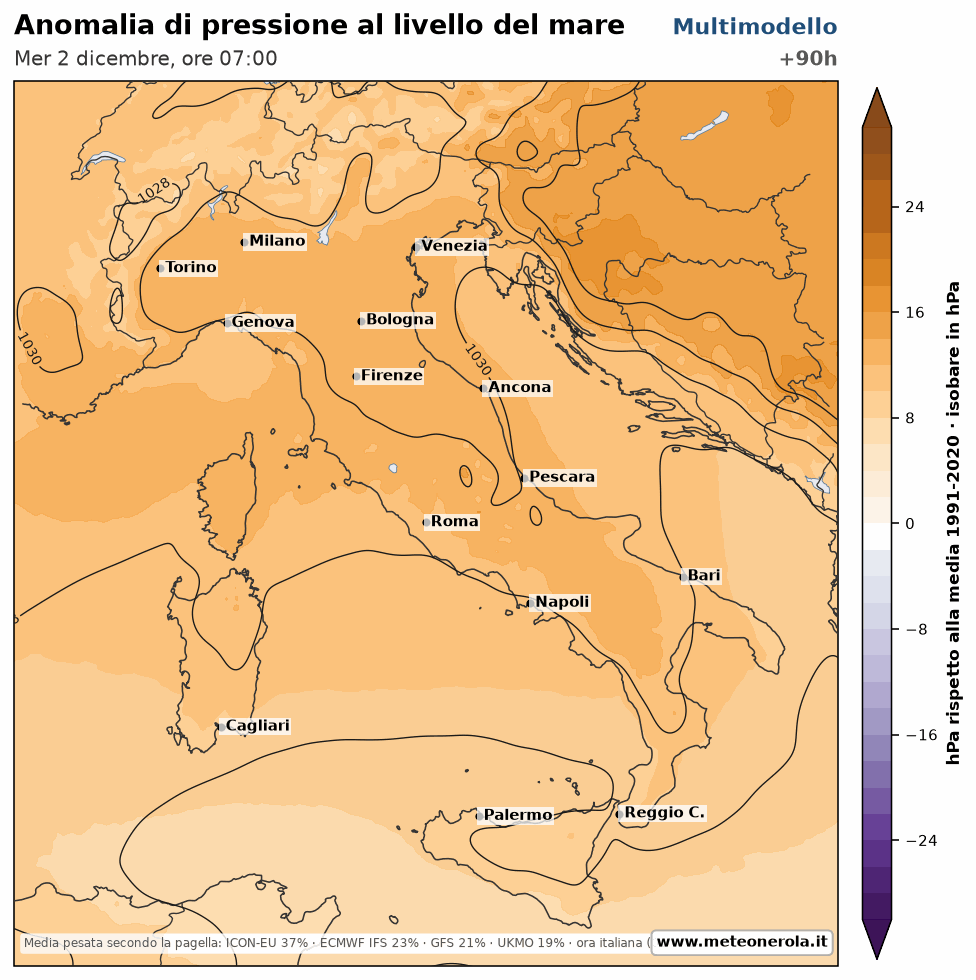 Anomalia di pressione al livello del mare
Multimodello
Mer 2 dicembre, ore 07:00
+90h
1028
Milano
Venezia
Torino
Genova
Bologna
1030
1030
Firenze
Ancona
Pescara
Roma
Bari
Napoli
Cagliari
Palermo
Reggio C.
24
16
8
0
−8
−16
−24
hPa rispetto alla media 1991-2020 · isobare in hPa
Media pesata secondo la pagella: ICON-EU 37% · ECMWF IFS 23% · GFS 21% · UKMO 19% · ora italiana (
www.meteonerola.it